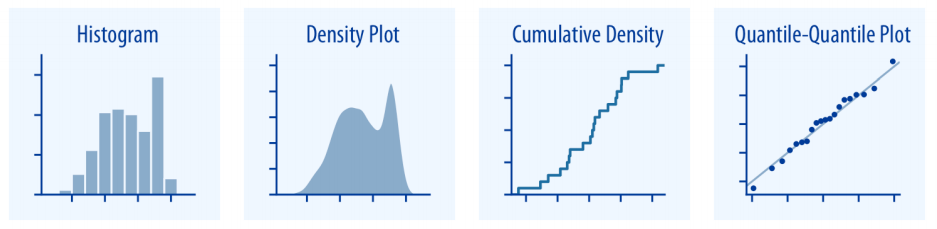 Histogram
Density Plot
Cumulative Density
Quantile-Quantile Plot